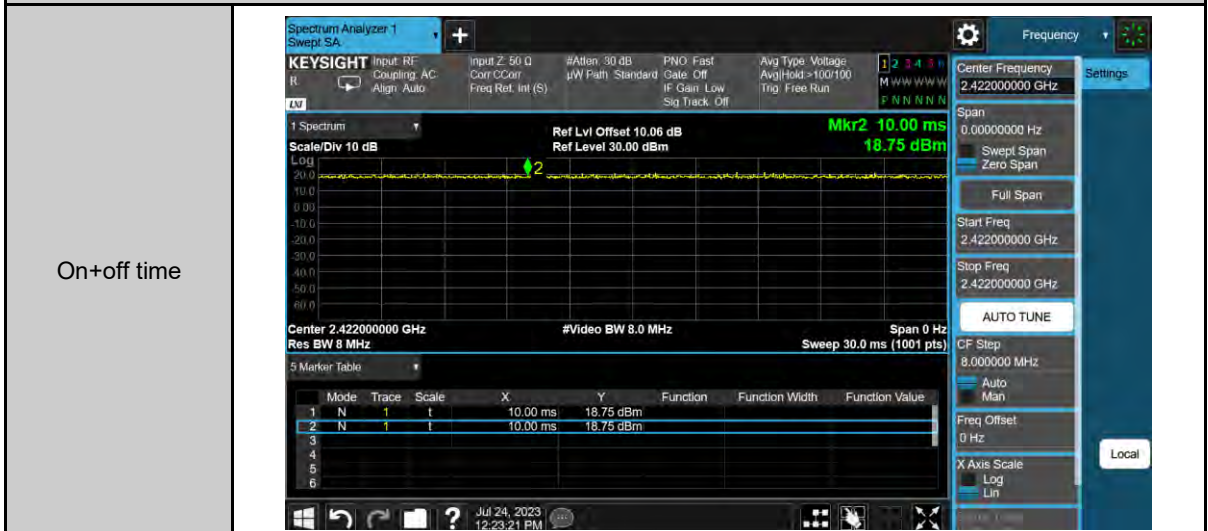 On+off time
Spectrum Analyzer 1
Swept SA
+
Frequency
KEYSIGHT
R
LXI
Input: RF
Coupling: AC
Align: Auto
Input Z: 50 Ω
Corr CCorr
Freq Ref: Int (S)
#Atten: 30 dB
µW Path: Standard
PNO: Fast
Gate: Off
IF Gain: Low
Sig Track: Off
Avg Type: Voltage
Avg|Hold:>100/100
Trig: Free Run
1 2 3 4 5 6
M W W W W W
P N N N N N
Center Frequency
2.422000000 GHz
Settings
1 Spectrum
Scale/Div 10 dB
Ref Lvl Offset 10.06 dB
Ref Level 30.00 dBm
Mkr2 10.00 ms
18.75 dBm
Log
20.0
10.0
0.00
-10.0
-20.0
-30.0
-40.0
-50.0
-60.0
2
Center 2.422000000 GHz
Res BW 8 MHz
#Video BW 8.0 MHz
Span 0 Hz
Sweep 30.0 ms (1001 pts)
Span
0.00000000 Hz
Swept Span
Zero Span
Full Span
Start Freq
2.422000000 GHz
Stop Freq
2.422000000 GHz
AUTO TUNE
CF Step
8.000000 MHz
Auto
Man
Freq Offset
0 Hz
X Axis Scale
Log
Lin
Local
5 Marker Table
Mode Trace Scale X Y Function Function Width Function Value
1 N 1 t 10.00 ms 18.75 dBm
2 N 1 t 10.00 ms 18.75 dBm
3
4
5
6
?
Jul 24, 2023
12:23:21 PM